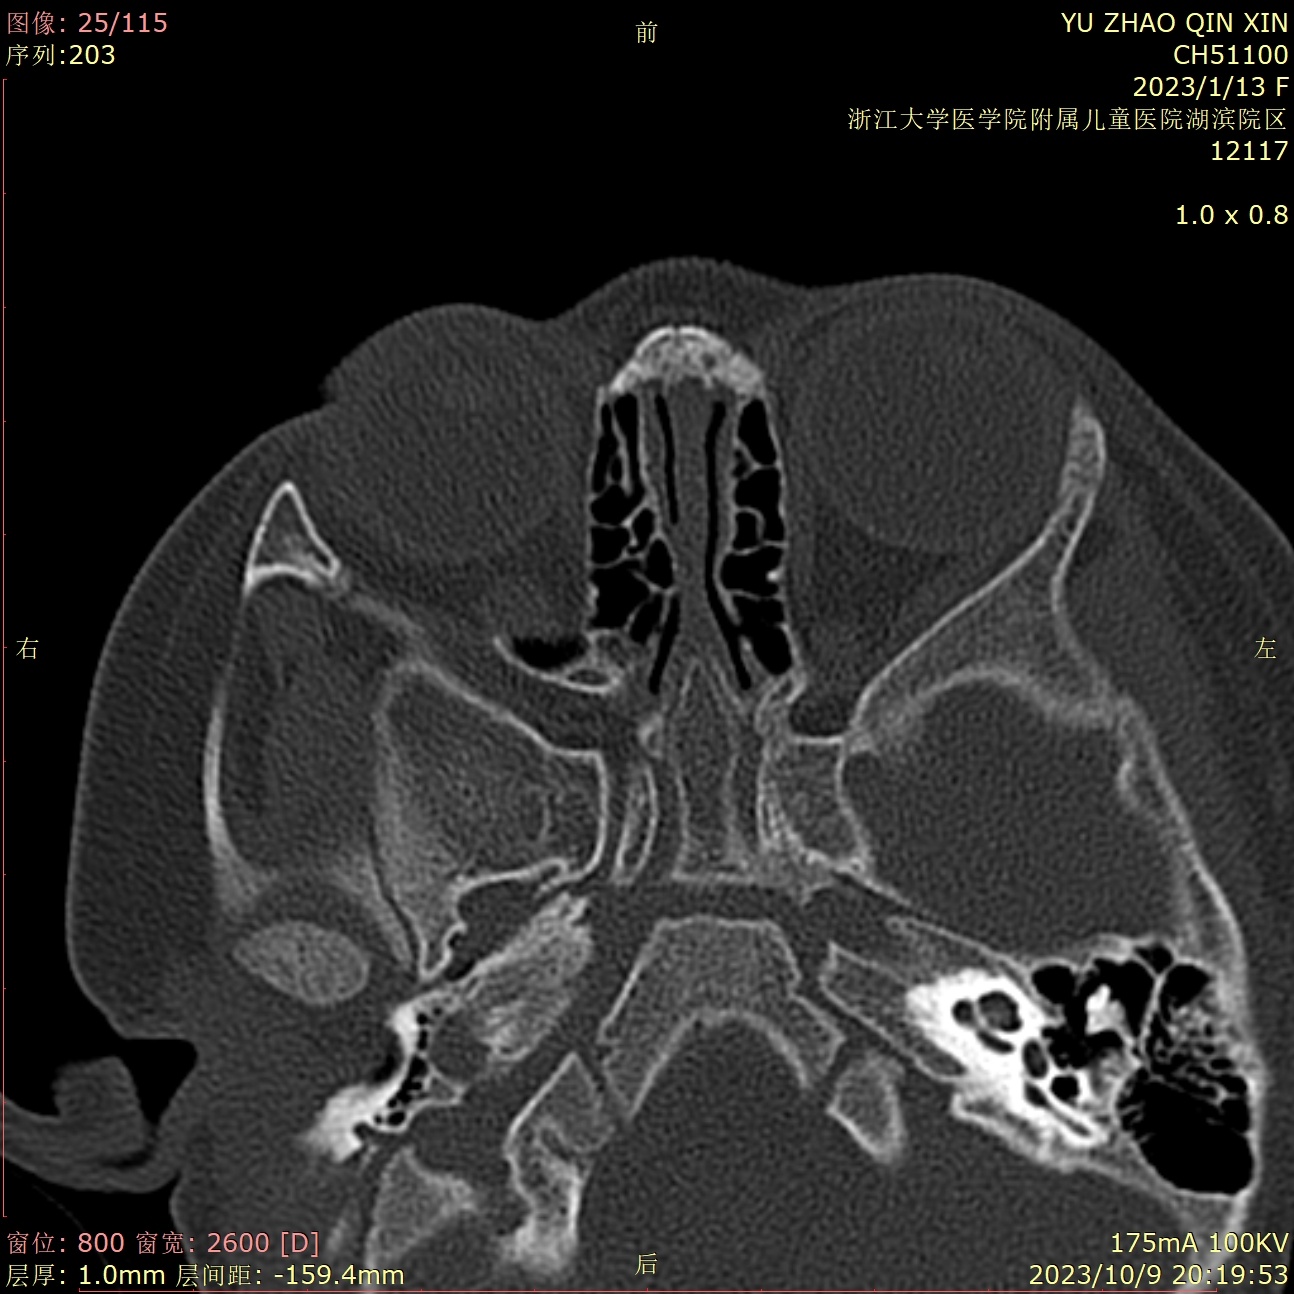 图像: 25/115
序列:203
前
YU ZHAO QIN XIN
CH51100
2023/1/13 F
浙江大学医学院附属儿童医院湖滨院区
12117
1.0 x 0.8
右
左
窗位: 800 窗宽: 2600 [D]
层厚: 1.0mm 层间距: -159.4mm
后
175mA 100KV
2023/10/9 20:19:53